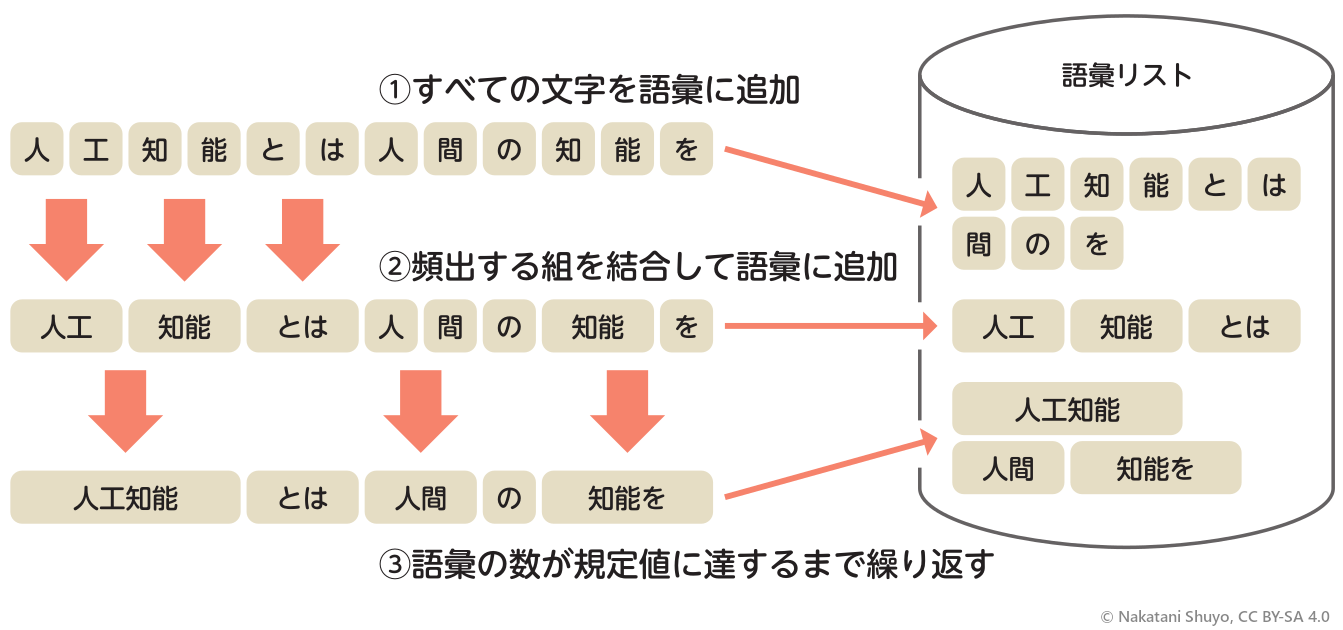 ①すべての文字を語彙に追加
人 工 知 能 と は 人 間 の 知 能 を
②頻出する組を結合して語彙に追加
人工 知能 とは 人 間 の 知能 を
人工知能 とは 人間 の 知能を
③語彙の数が規定値に達するまで繰り返す
語彙リスト
人 工 知 能 と は
間 の を
人工 知能 とは
人工知能
人間 知能を
© Nakatani Shuyo, CC BY-SA 4.0